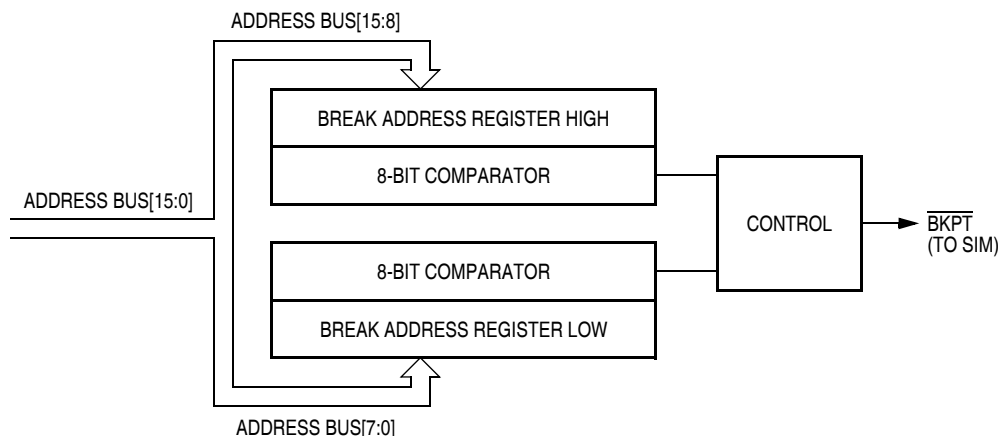 ADDRESS BUS[15:8]
BREAK ADDRESS REGISTER HIGH
8-BIT COMPARATOR
ADDRESS BUS[15:0]
CONTROL
BKPT
(TO SIM)
8-BIT COMPARATOR
BREAK ADDRESS REGISTER LOW
ADDRESS BUS[7:0]